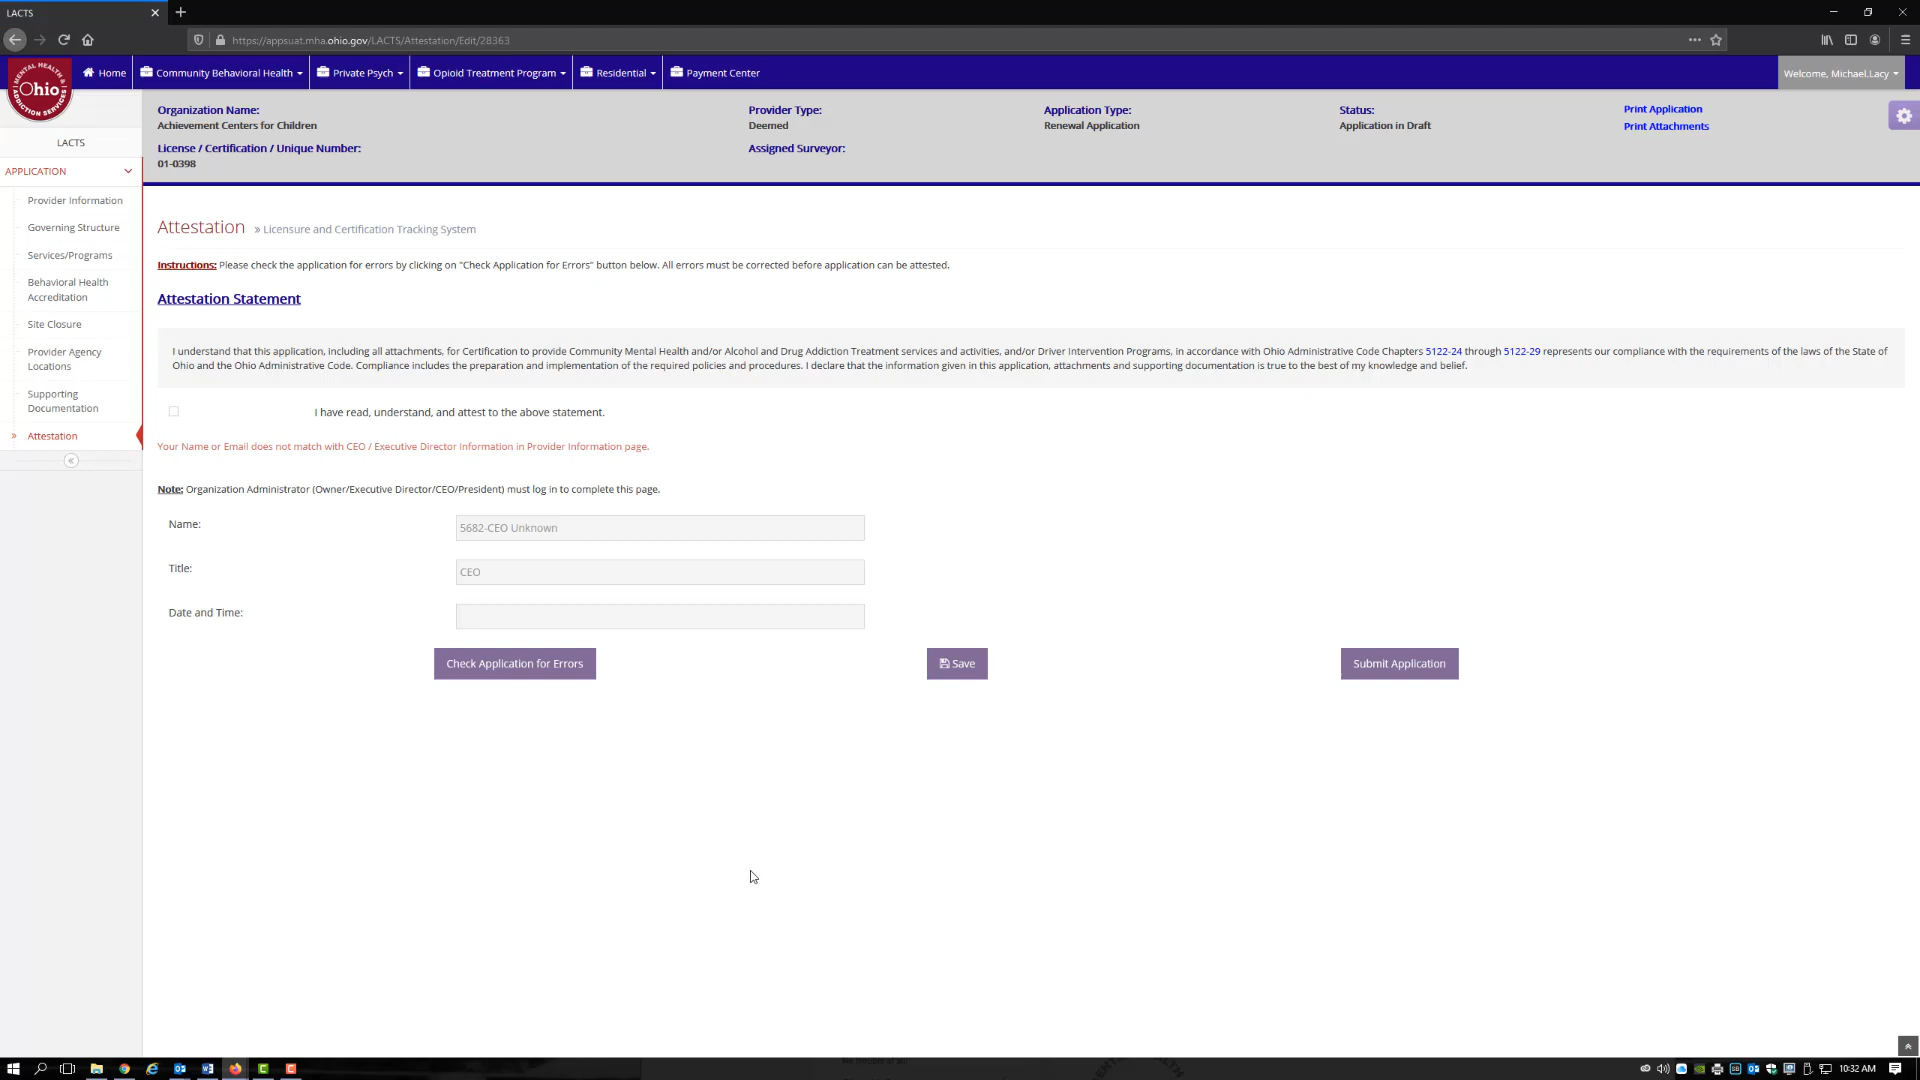 LACTS
https://appsuat.mha.ohio.gov/LACTS/Attestation/Edit/28363
MENTAL HEALTH & ADDICTION SERVICES
Ohio
Home
Community Behavioral Health
Private Psych
Opioid Treatment Program
Residential
Payment Center
Welcome, Michael.Lacy
Organization Name:
Achievement Centers for Children
License / Certification / Unique Number:
01-0398
Provider Type:
Deemed
Assigned Surveyor:
Application Type:
Renewal Application
Status:
Application in Draft
Print Application
Print Attachments
LACTS
APPLICATION
Provider Information
Governing Structure
Services/Programs
Behavioral Health
Accreditation
Site Closure
Provider Agency
Locations
Supporting
Documentation
» Attestation
Attestation » Licensure and Certification Tracking System
Instructions: Please check the application for errors by clicking on "Check Application for Errors" button below. All errors must be corrected before application can be attested.
Attestation Statement
I understand that this application, including all attachments, for Certification to provide Community Mental Health and/or Alcohol and Drug Addiction Treatment services and activities, and/or Driver Intervention Programs, in accordance with Ohio Administrative Code Chapters 5122-24 through 5122-29 represents our compliance with the requirements of the laws of the State of
Ohio and the Ohio Administrative Code. Compliance includes the preparation and implementation of the required policies and procedures. I declare that the information given in this application, attachments and supporting documentation is true to the best of my knowledge and belief.
I have read, understand, and attest to the above statement.
Your Name or Email does not match with CEO / Executive Director Information in Provider Information page.
Note: Organization Administrator (Owner/Executive Director/CEO/President) must log in to complete this page.
Name:
5682-CEO Unknown
Title:
CEO
Date and Time:
Check Application for Errors
Save
Submit Application
10:32 AM